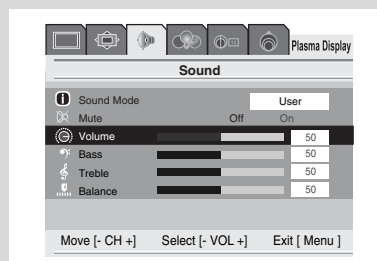 Plasma Display
Sound
Sound Mode User
Mute Off On
Volume 50
Bass 50
Treble 50
Balance 50
Move [- CH +] Select [- VOL +] Exit [ Menu ]